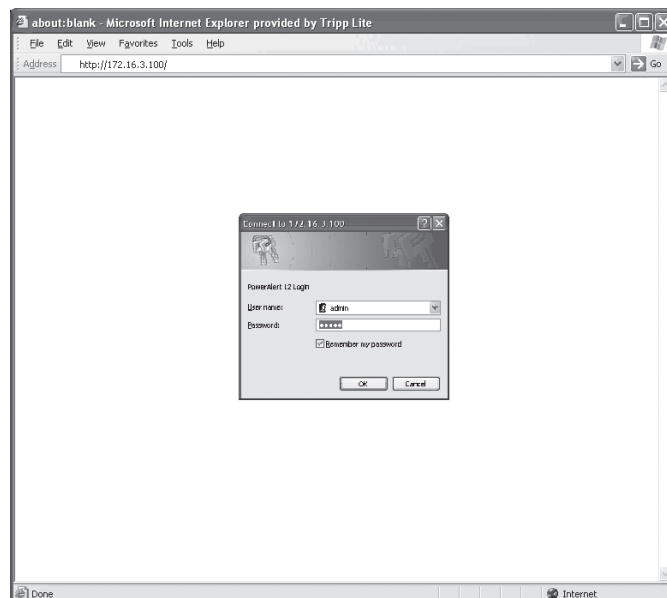 about:blank - Microsoft Internet Explorer provided by Tripp Lite
File Edit View Favorites Tools Help
Address http://172.16.3.100/ Go
Connect to 172.16.3.100
PowerAlert 12 Login
User name: admin
Password:
Remember my password
OK Cancel
Done Internet